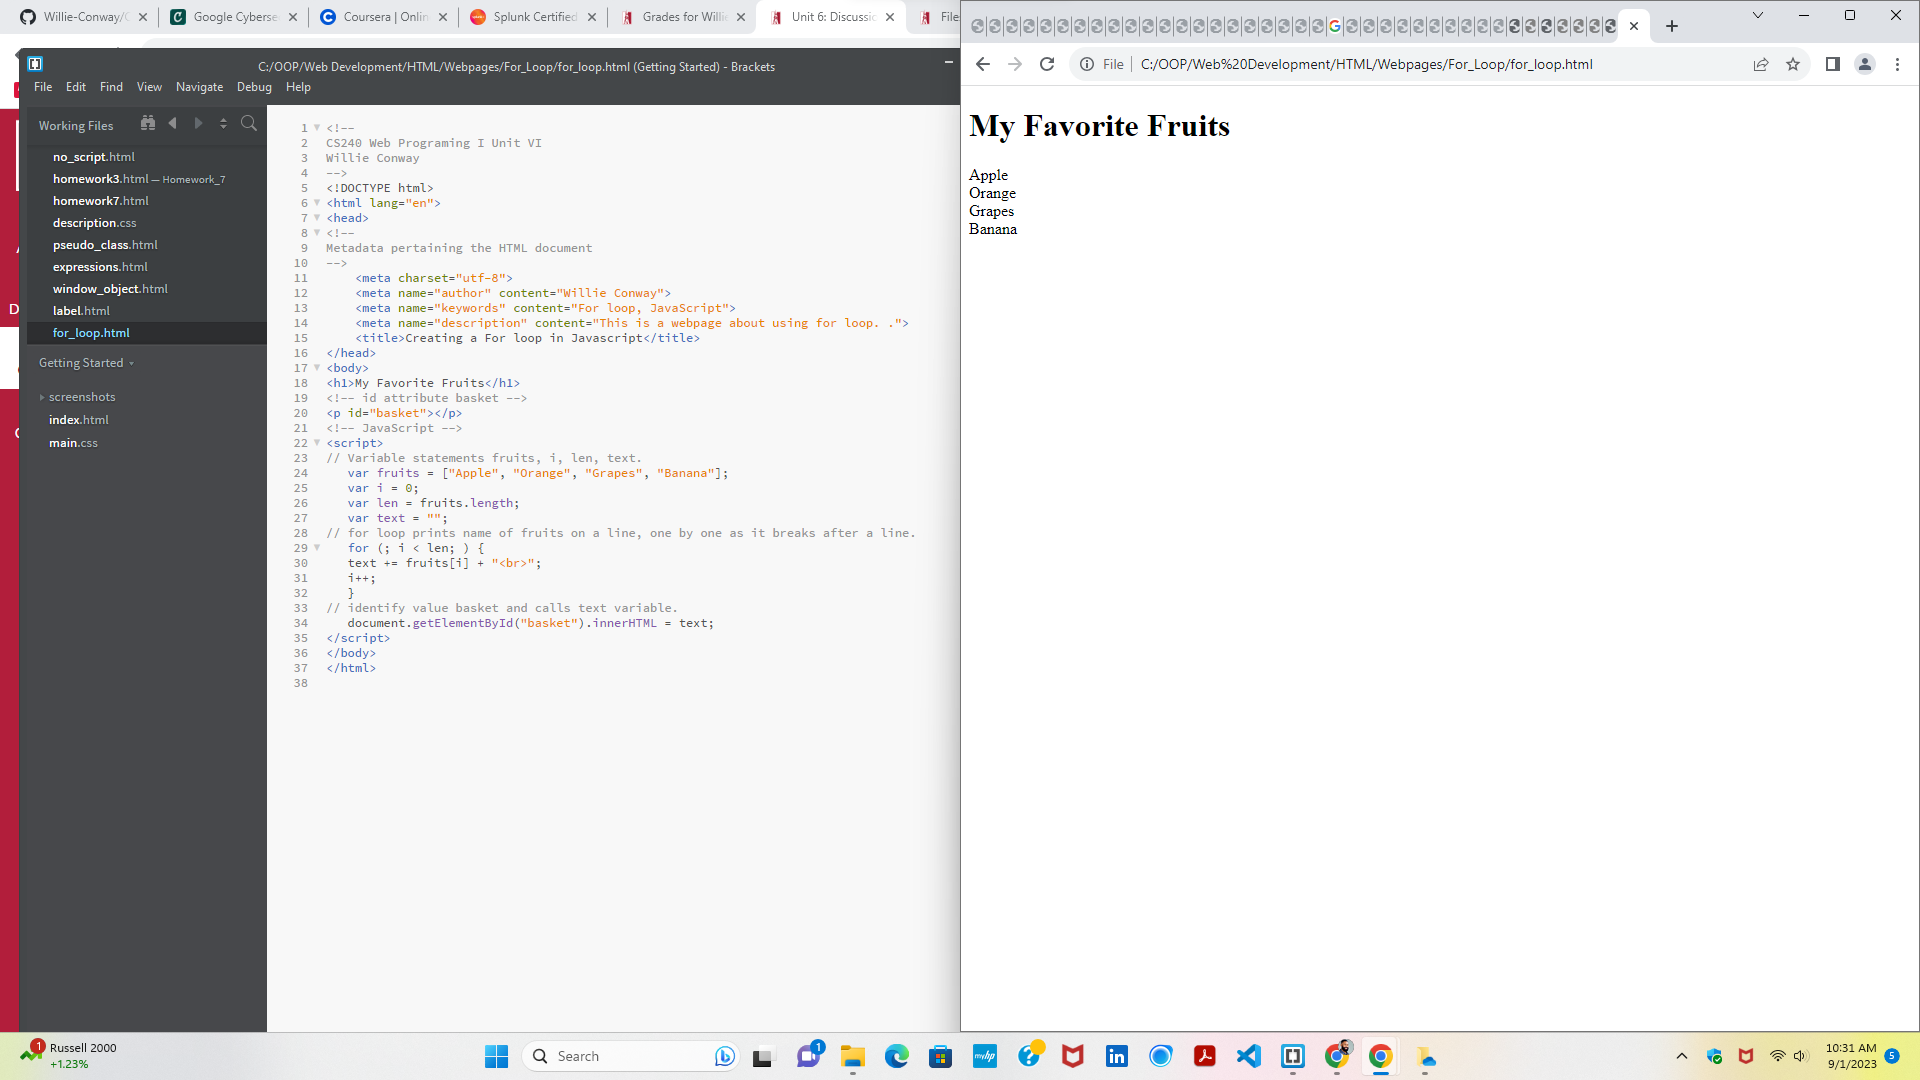 Willie-Conway/C
Google Cyberse
Coursera | Onlin
Splunk Certified
Grades for Willi
Unit 6: Discussi
Files
C:/OOP/Web Development/HTML/Webpages/For_Loop/for_loop.html (Getting Started) - Brackets
File Edit Find View Navigate Debug Help
Working Files
no_script.html
homework3.html — Homework_7
homework7.html
description.css
pseudo_class.html
expressions.html
window_object.html
label.html
for_loop.html
Getting Started
screenshots
index.html
main.css
1 <!--
2 CS240 Web Programing I Unit VI
3 Willie Conway
4 -->
5 <!DOCTYPE html>
6 <html lang="en">
7 <head>
8 <!--
9 Metadata pertaining the HTML document
10 -->
11 <meta charset="utf-8">
12 <meta name="author" content="Willie Conway">
13 <meta name="keywords" content="For loop, JavaScript">
14 <meta name="description" content="This is a webpage about using for loop. .">
15 <title>Creating a For loop in Javascript</title>
16 </head>
17 <body>
18 <h1>My Favorite Fruits</h1>
19 <!-- id attribute basket -->
20 <p id="basket"></p>
21 <!-- JavaScript -->
22 <script>
23 // Variable statements fruits, i, len, text.
24 var fruits = ["Apple", "Orange", "Grapes", "Banana"];
25 var i = 0;
26 var len = fruits.length;
27 var text = "";
28 // for loop prints name of fruits on a line, one by one as it breaks after a line.
29 for (; i < len; ) {
30 text += fruits[i] + "<br>";
31 i++;
32 }
33 // identify value basket and calls text variable.
34 document.getElementById("basket").innerHTML = text;
35 </script>
36 </body>
37 </html>
38
File C:/OOP/Web%20Development/HTML/Webpages/For_Loop/for_loop.html
My Favorite Fruits
Apple
Orange
Grapes
Banana
1
Russell 2000
+1.23%
Search
1
myhp
10:31 AM
9/1/2023
5